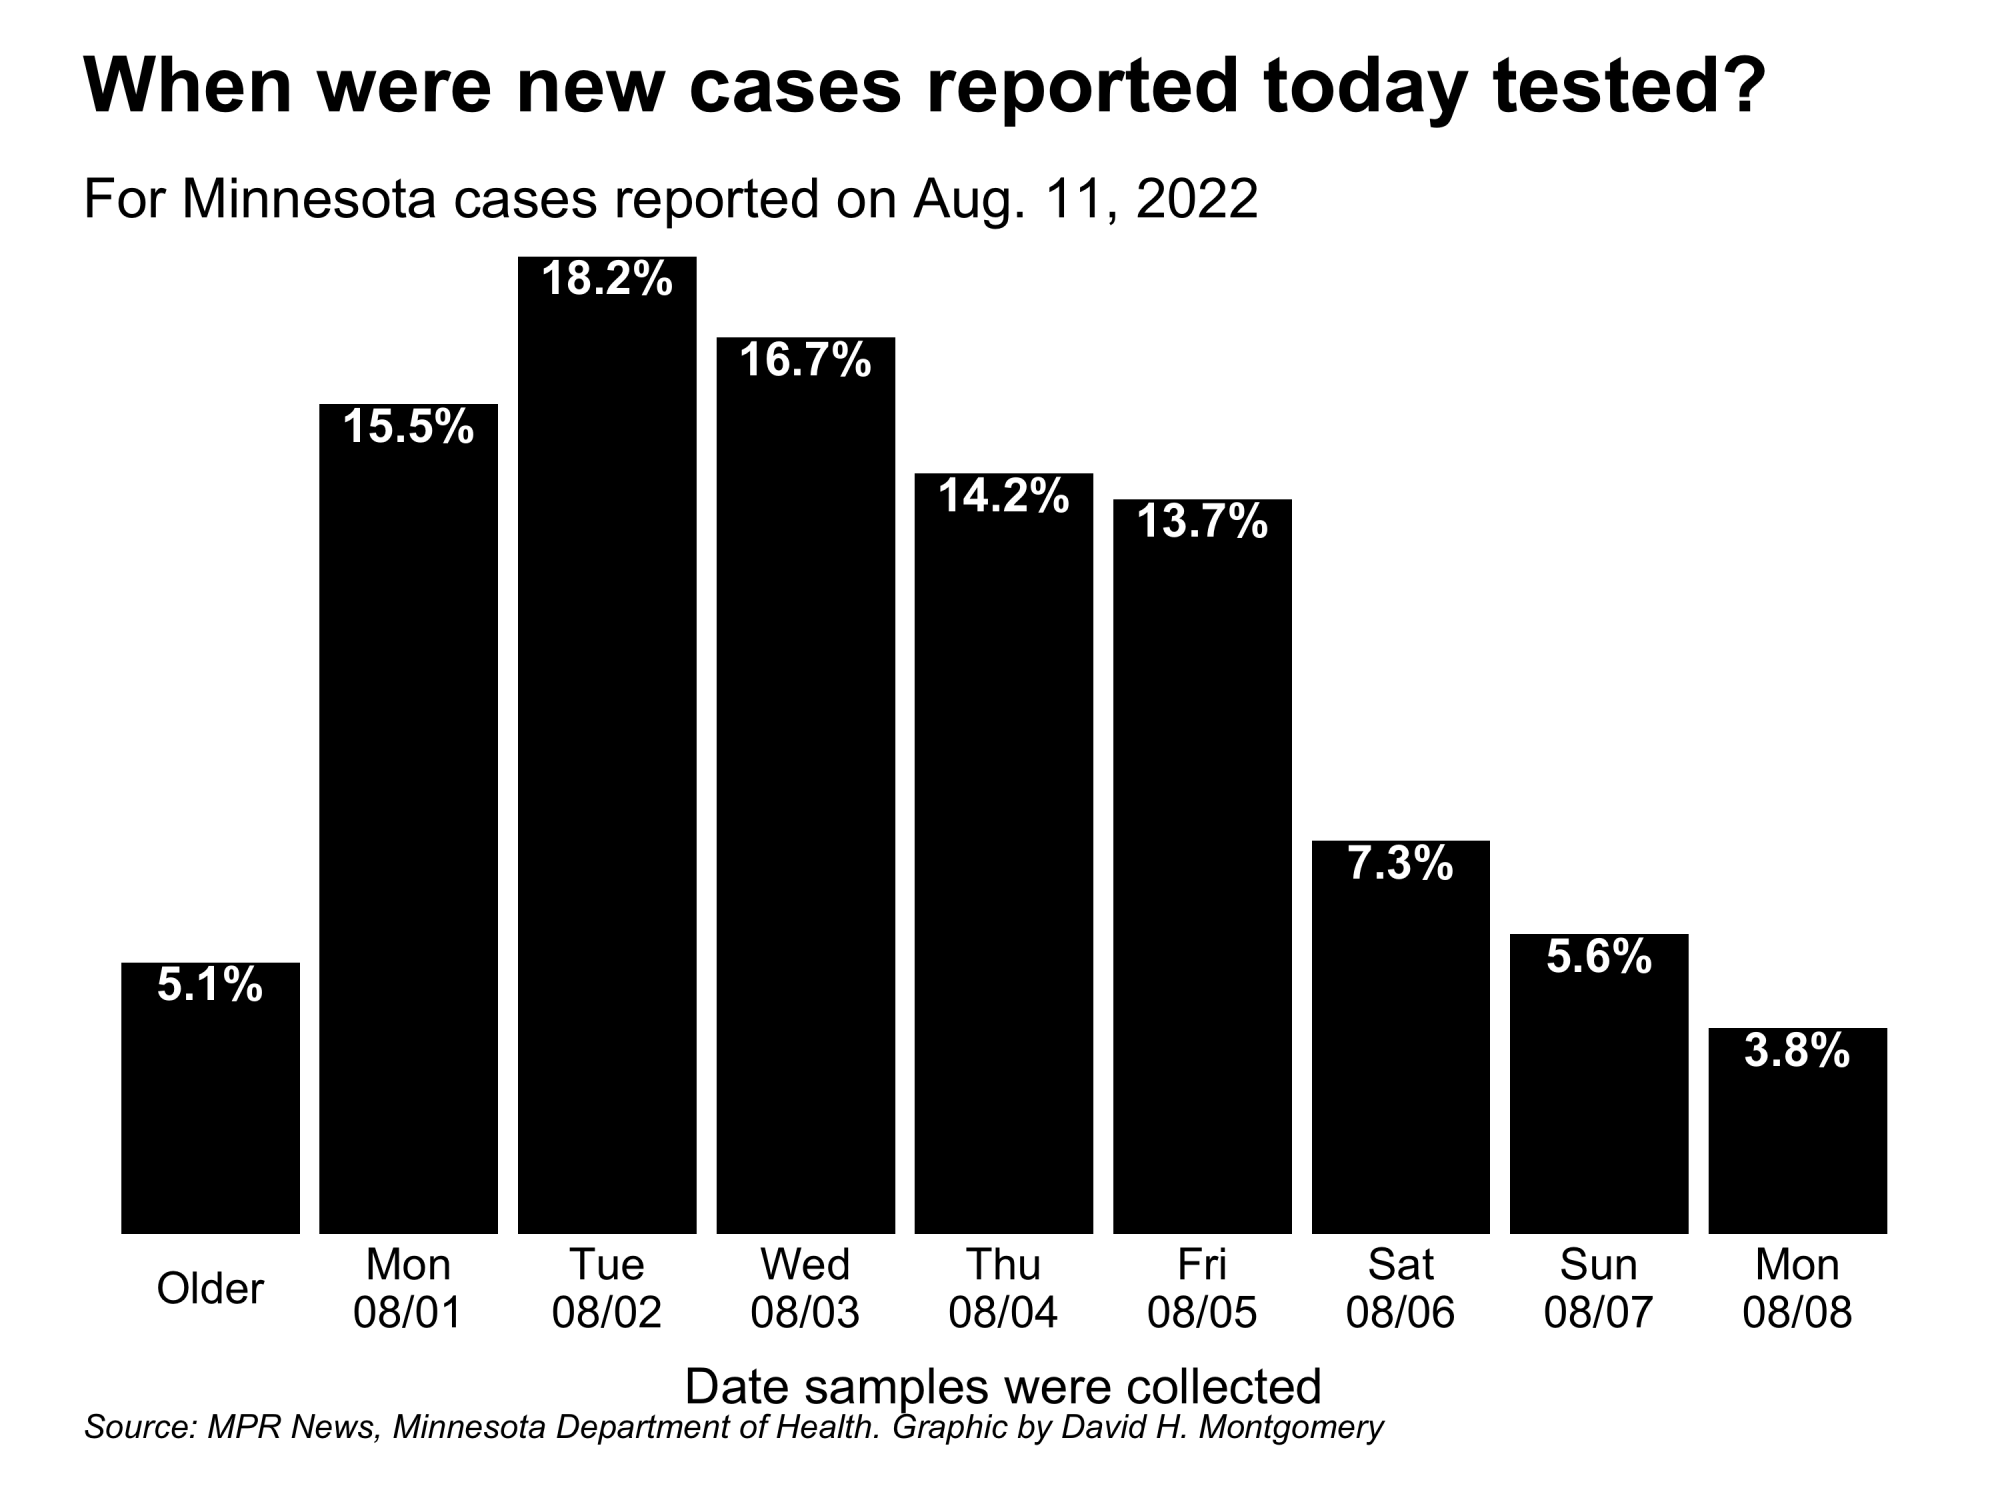 When were new cases reported today tested?
For Minnesota cases reported on Aug. 11, 2022
18.2%
16.7%
15.5%
14.2%
13.7%
7.3%
5.6%
5.1%
3.8%
Older
Mon 08/01
Tue 08/02
Wed 08/03
Thu 08/04
Fri 08/05
Sat 08/06
Sun 08/07
Mon 08/08
Date samples were collected
Source: MPR News, Minnesota Department of Health. Graphic by David H. Montgomery